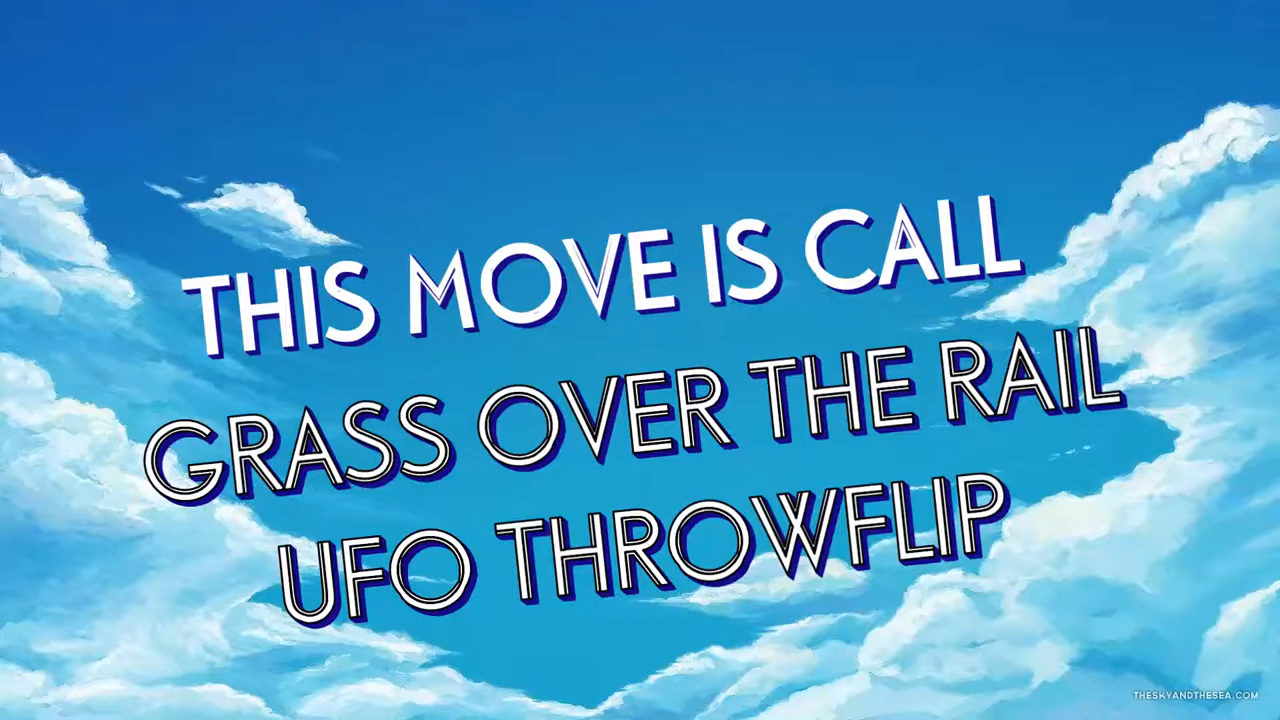 THIS MOVE IS CALL
GRASS OVER THE RAIL
UFO THROWFLIP
THESKYANDTHESEA.COM